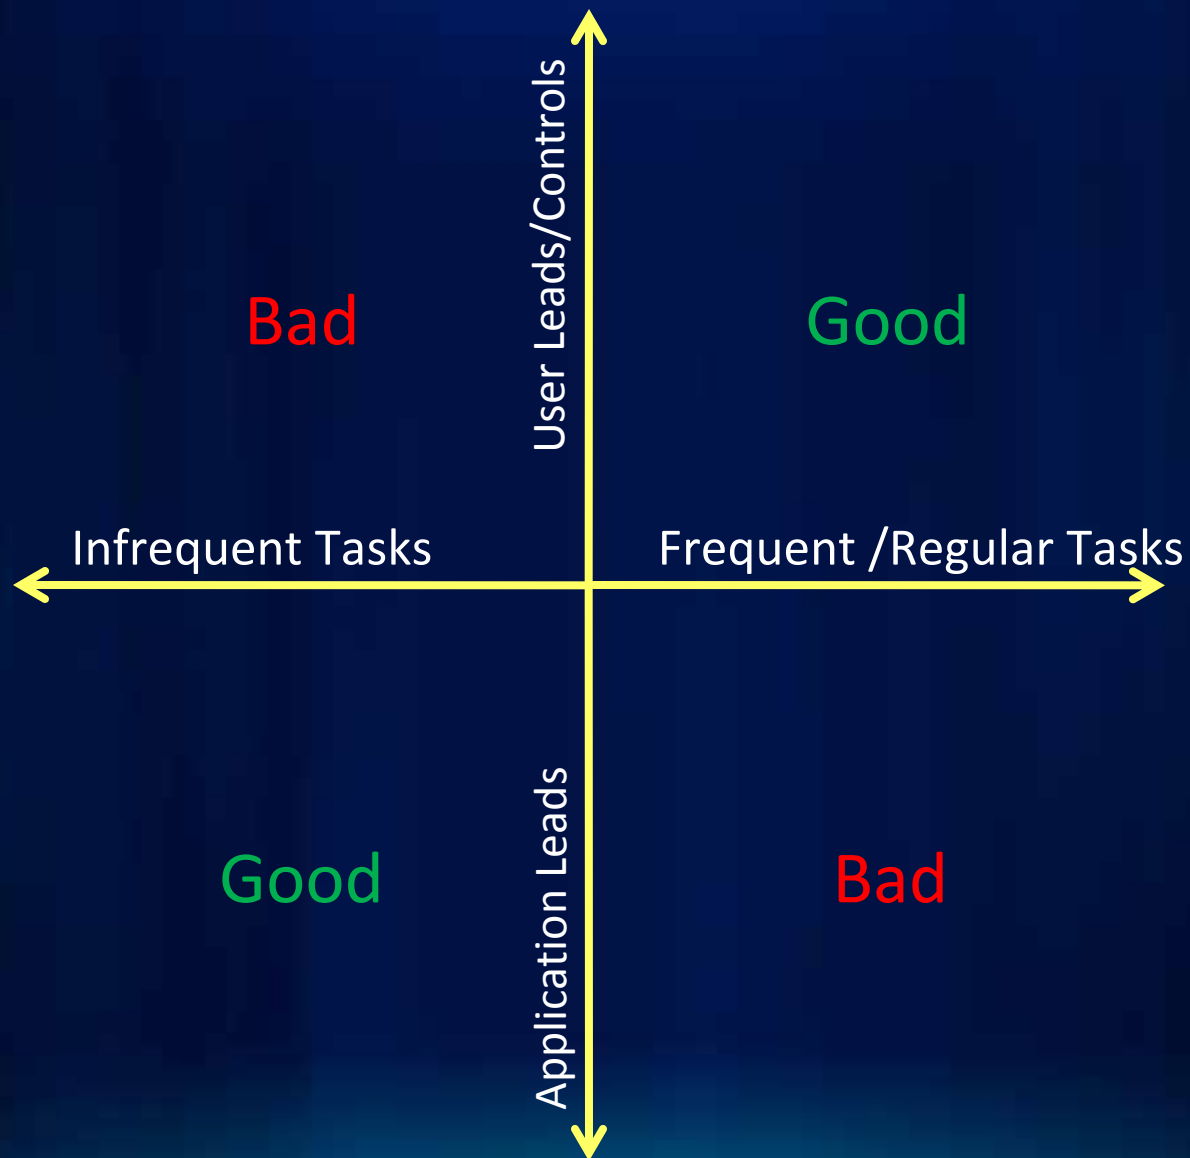 User Leads/Controls
Bad
Good
Infrequent Tasks
Frequent /Regular Tasks
Application Leads
Good
Bad